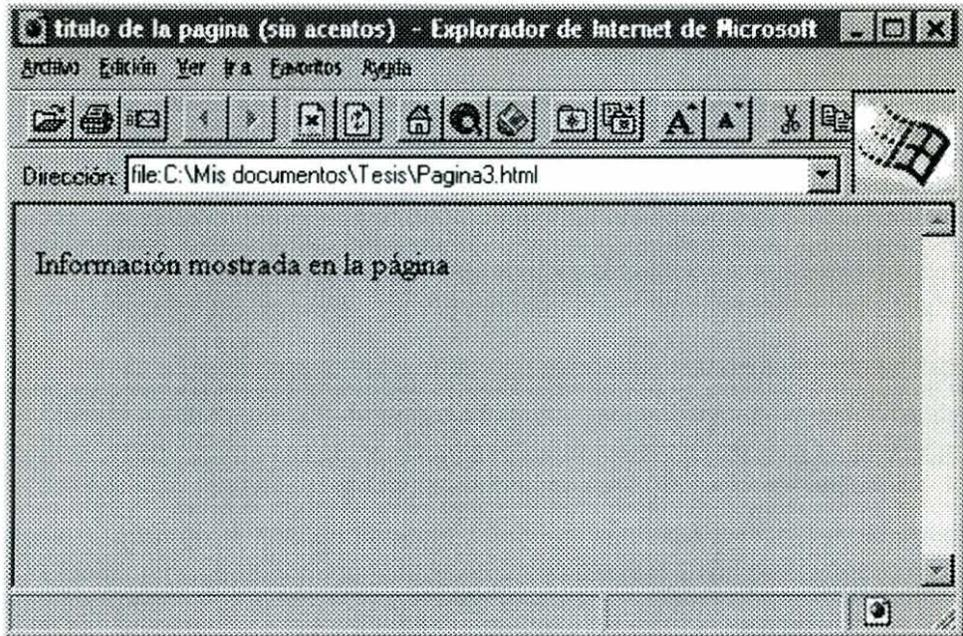 titulo de la pagina (sin acentos) - Explorador de Internet de Microsoft
Archivo Edición Ver Ir a Favoritos Ayuda
Dirección: file:C:\Mis documentos\Tesis\Pagina3.html
Información mostrada en la página